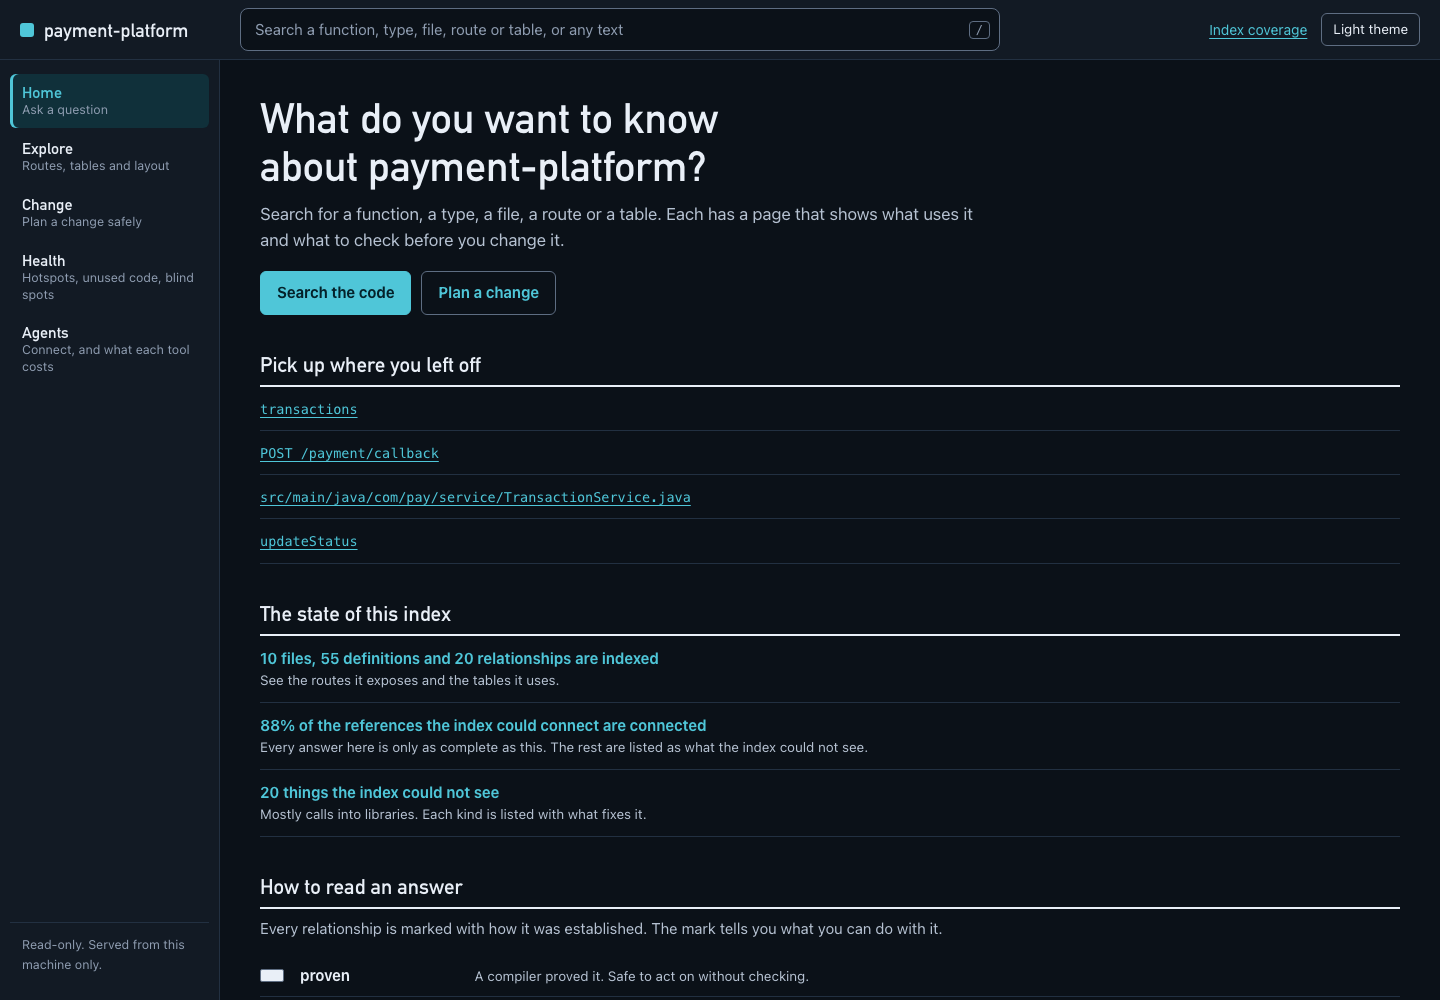 payment-platform
Search a function, type, file, route or table, or any text
/
Index coverage
Light theme
Home
Ask a question
Explore
Routes, tables and layout
Change
Plan a change safely
Health
Hotspots, unused code, blind
spots
Agents
Connect, and what each tool
costs
Read-only. Served from this
machine only.
What do you want to know
about payment-platform?
Search for a function, a type, a file, a route or a table. Each has a page that shows what uses it
and what to check before you change it.
Search the code
Plan a change
Pick up where you left off
transactions
POST /payment/callback
src/main/java/com/pay/service/TransactionService.java
updateStatus
The state of this index
10 files, 55 definitions and 20 relationships are indexed
See the routes it exposes and the tables it uses.
88% of the references the index could connect are connected
Every answer here is only as complete as this. The rest are listed as what the index could not see.
20 things the index could not see
Mostly calls into libraries. Each kind is listed with what fixes it.
How to read an answer
Every relationship is marked with how it was established. The mark tells you what you can do with it.
proven
A compiler proved it. Safe to act on without checking.